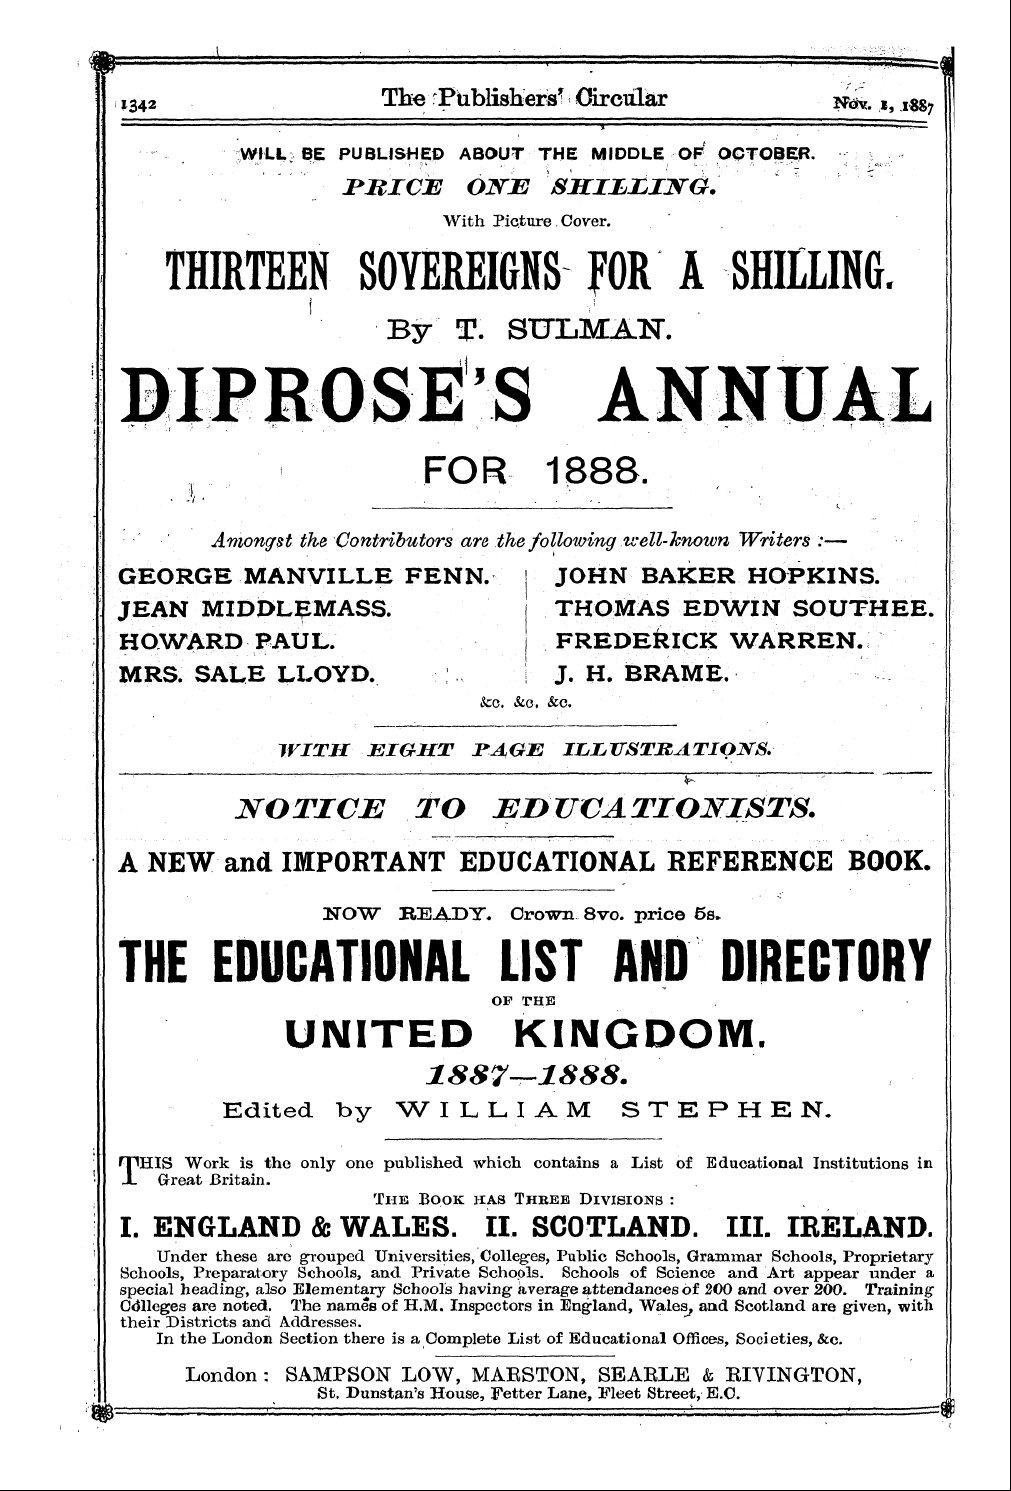 1342 The Publishers' Circular Nov. 1, 1887
WILL BE PUBLISHED ABOUT THE MIDDLE OF OCTOBER.
PRICE ONE SHILLING.
With Picture Cover.
THIRTEEN SOVEREIGNS FOR A SHILLING.
By T. SULMAN.
DIPROSE'S ANNUAL
FOR 1888.
Amongst the Contributors are the following well-known Writers :—
GEORGE MANVILLE FENN.
JEAN MIDDLEMASS.
HOWARD PAUL.
MRS. SALE LLOYD.
JOHN BAKER HOPKINS.
THOMAS EDWIN SOUTHEE.
FREDERICK WARREN.
J. H. BRAME.
&c. &c. &c.
WITH EIGHT PAGE ILLUSTRATIONS.
NOTICE TO EDUCATIONISTS.
A NEW and IMPORTANT EDUCATIONAL REFERENCE BOOK.
NOW READY. Crown 8vo. price 5s.
THE EDUCATIONAL LIST AND DIRECTORY
OF THE
UNITED KINGDOM.
1887—1888.
Edited by WILLIAM STEPHEN.
THIS Work is the only one published which contains a List of Educational Institutions in
Great Britain.
THE BOOK HAS THREE DIVISIONS :
I. ENGLAND & WALES. II. SCOTLAND. III. IRELAND.
Under these are grouped Universities, Colleges, Public Schools, Grammar Schools, Proprietary
Schools, Preparatory Schools, and Private Schools. Schools of Science and Art appear under a
special heading, also Elementary Schools having average attendances of 200 and over 200. Training
Colleges are noted. The names of H.M. Inspectors in England, Wales, and Scotland are given, with
their Districts and Addresses.
In the London Section there is a Complete List of Educational Offices, Societies, &c.
London : SAMPSON LOW, MARSTON, SEARLE & RIVINGTON,
St. Dunstan's House, Fetter Lane, Fleet Street, E.C.